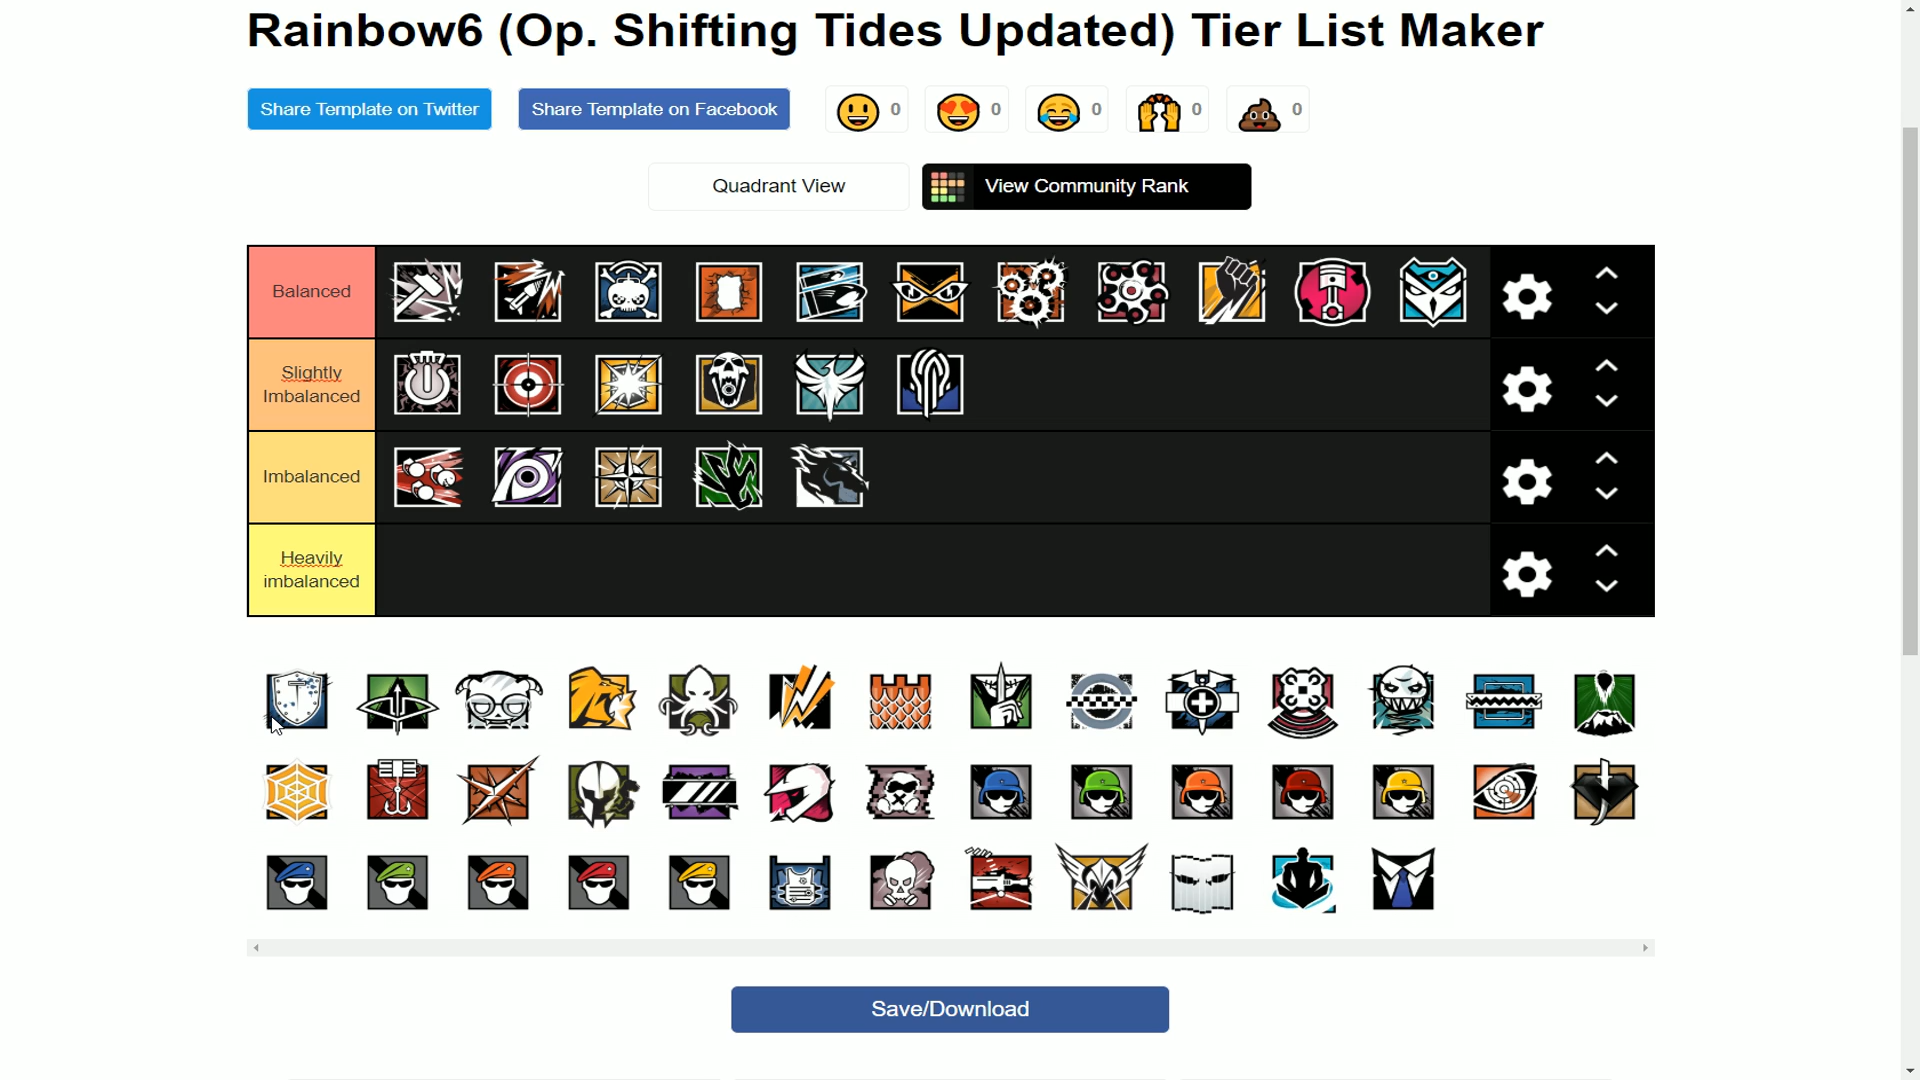 Rainbow6 (Op. Shifting Tides Updated) Tier List Maker
Share Template on Twitter
Share Template on Facebook
0
0
0
0
0
Quadrant View
View Community Rank
Balanced
Slightly
Imbalanced
Imbalanced
Heavily
imbalanced
Save/Download